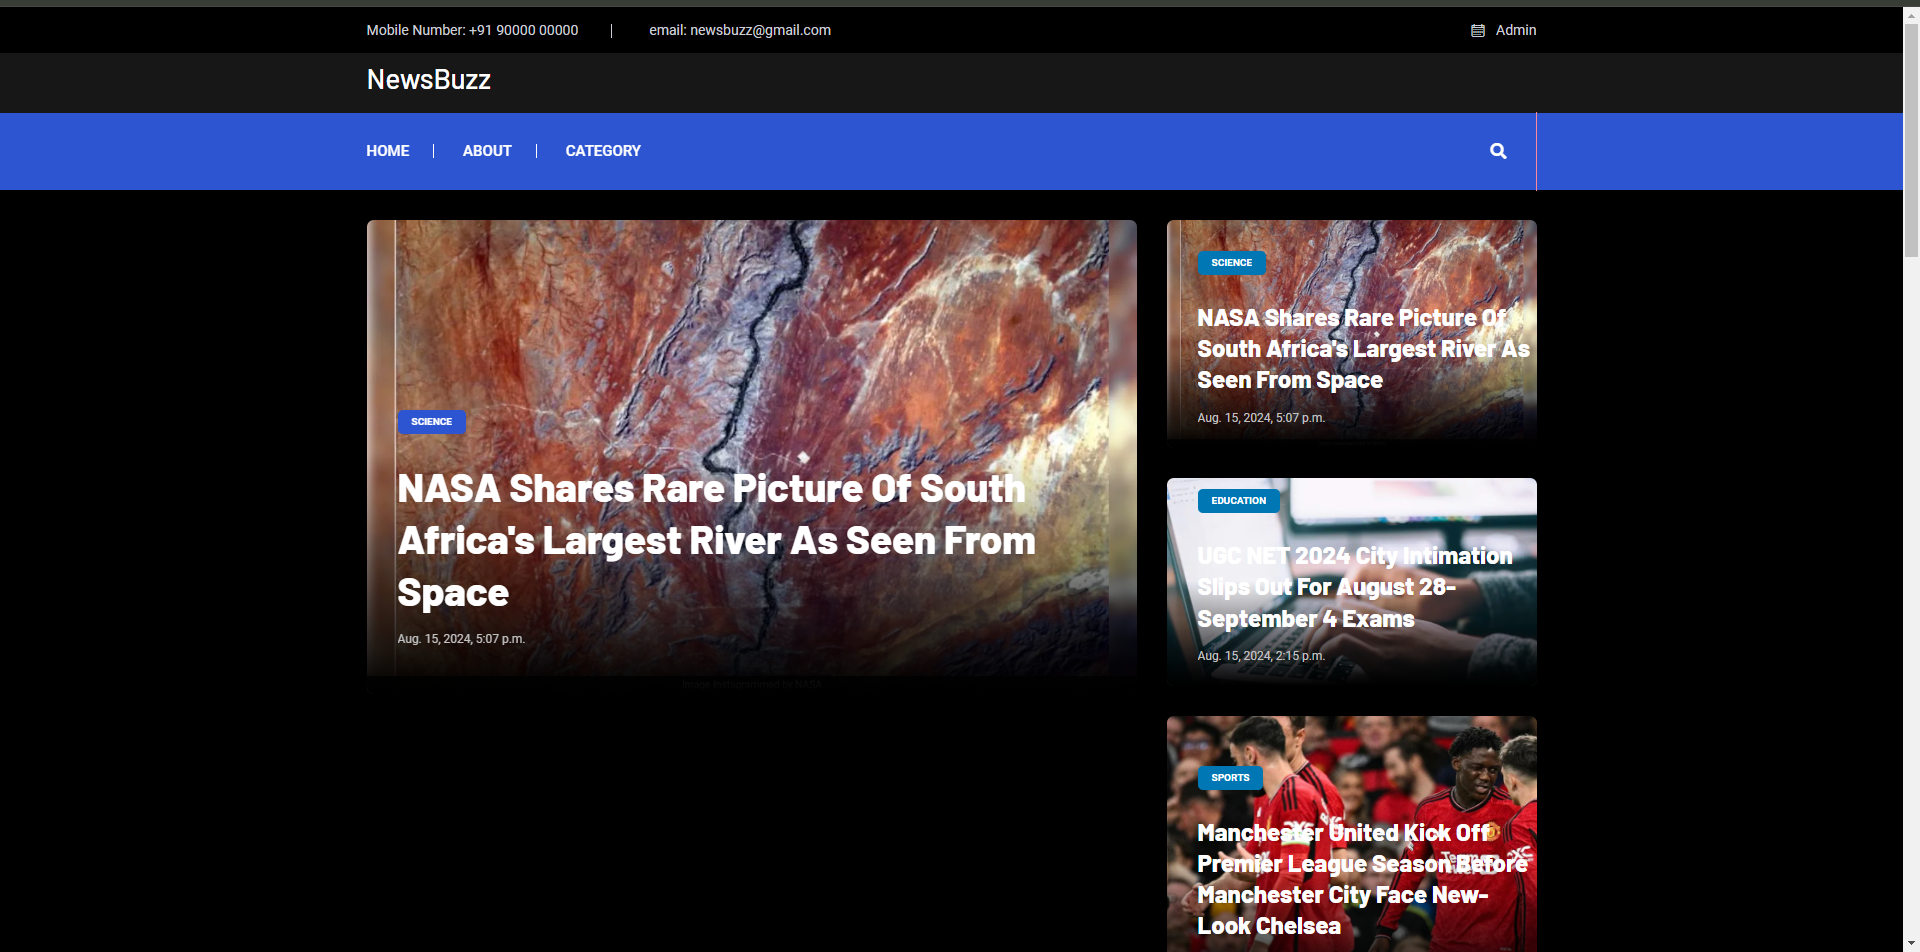 Mobile Number: +91 90000 00000 | email: newsbuzz@gmail.com
Admin
NewsBuzz
HOME | ABOUT | CATEGORY
SCIENCE
NASA Shares Rare Picture Of South
Africa's Largest River As Seen From
Space
Aug. 15, 2024, 5:07 p.m.
SCIENCE
NASA Shares Rare Picture Of
South Africa's Largest River As
Seen From Space
Aug. 15, 2024, 5:07 p.m.
EDUCATION
UGC NET 2024 City Intimation
Slips Out For August 28-
September 4 Exams
Aug. 15, 2024, 2:15 p.m.
SPORTS
Manchester United Kick Off
Premier League Season Before
Manchester City Face New-
Look Chelsea